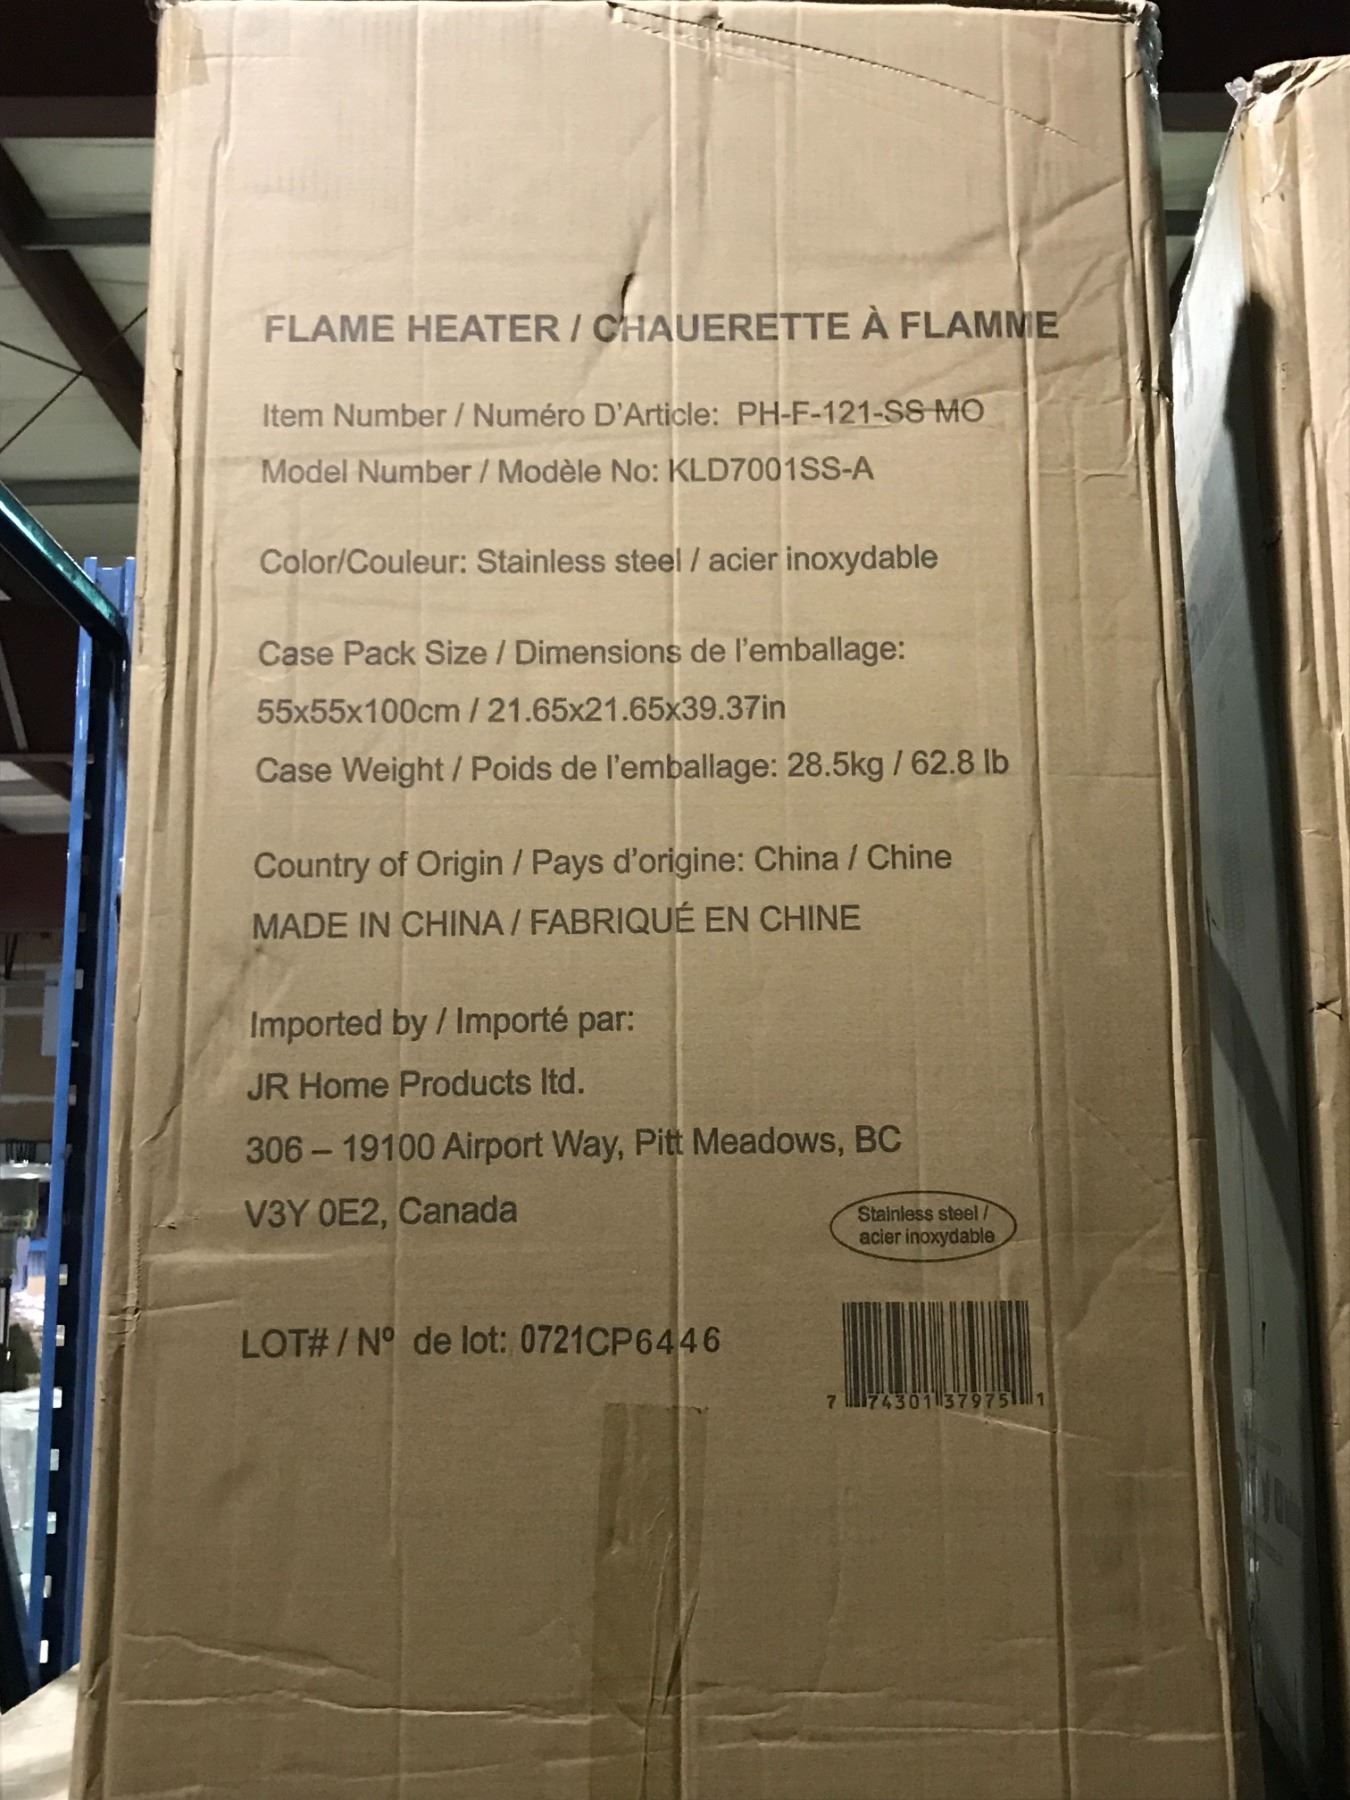 FLAME HEATER / CHAUERETTE À FLAMME
Item Number / Numéro D'Article: PH-F-121-SS MO
Model Number / Modèle No: KLD7001SS-A
Color/Couleur: Stainless steel / acier inoxydable
Case Pack Size / Dimensions de l'emballage:
55x55x100cm / 21.65x21.65x39.37in
Case Weight / Poids de l'emballage: 28.5kg / 62.8 lb
Country of Origin / Pays d'origine: China / Chine
MADE IN CHINA / FABRIQUÉ EN CHINE
Imported by / Importé par:
JR Home Products ltd.
306 – 19100 Airport Way, Pitt Meadows, BC
V3Y 0E2, Canada
Stainless steel /
acier inoxydable
LOT# / Nº de lot: 0721CP6446
7 74301 37975 1